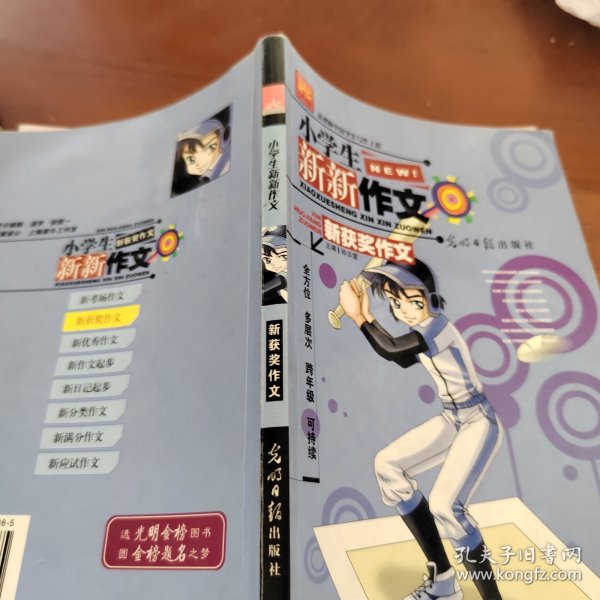 小学生
NEW!
新新作文
XIAOXUESHENG XIN XIN ZUOWEN
XIN
HUOJIANG
ZUOWEN
新获奖作文
光明日报出版社
全方位 多层次 跨年级 可持续
小学生新新作文
新获奖作文
光明日报出版社
小学生
新获奖作文
新新作文
XIAOXUESHENG XIN XIN ZUOWEN
新考场作文
新获奖作文
新优秀作文
新作文起步
新日记起步
新分类作文
新满分作文
新应试作文
选光明金榜图书
圆金榜题名之梦
8-5
孔夫子旧书网
www.kongfz.com